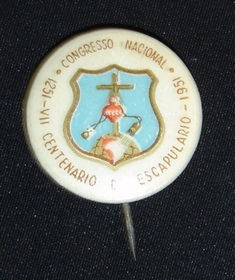 • CONGRESSO NACIONAL •
1251-VII CENTENARIO E ESCAPULARIO-1951